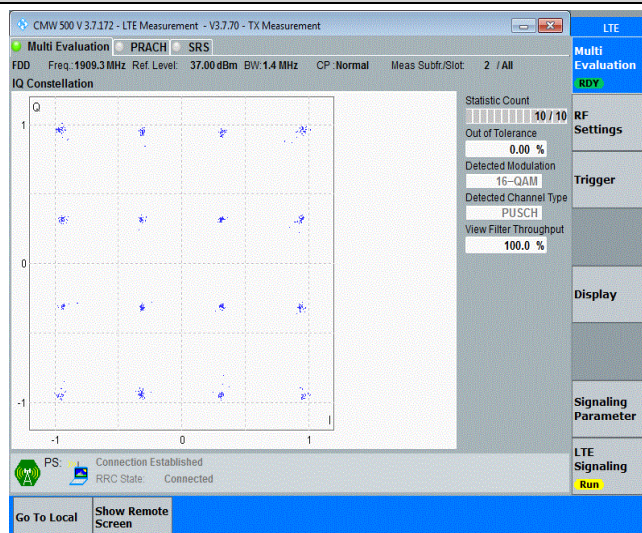 CMW 500 V 3.7.172 - LTE Measurement - V3.7.70 - TX Measurement
LTE
Multi Evaluation PRACH SRS
Multi
Evaluation
RDY
FDD Freq.: 1909.3 MHz Ref. Level: 37.00 dBm BW: 1.4 MHz CP : Normal Meas Subfr./Slot: 2 / All
IQ Constellation
Q
1
0
-1
I
-1 0 1
Statistic Count
10 / 10
Out of Tolerance
0.00 %
Detected Modulation
16-QAM
Detected Channel Type
PUSCH
View Filter Throughput
100.0 %
RF
Settings
Trigger
Display
Signaling
Parameter
LTE
Signaling
Run
PS: Connection Established
RRC State: Connected
Go To Local
Show Remote
Screen